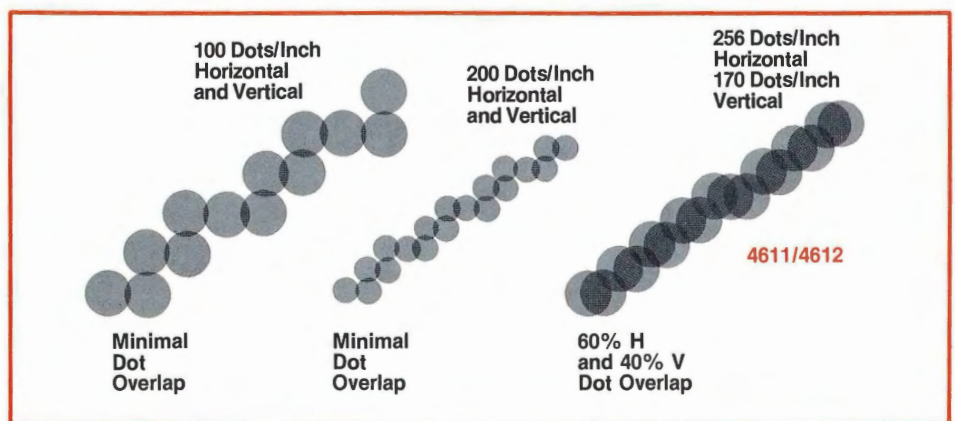 100 Dots/Inch
Horizontal
and Vertical
200 Dots/Inch
Horizontal
and Vertical
256 Dots/Inch
Horizontal
170 Dots/Inch
Vertical
4611/4612
Minimal
Dot
Overlap
Minimal
Dot
Overlap
60% H
and 40% V
Dot Overlap